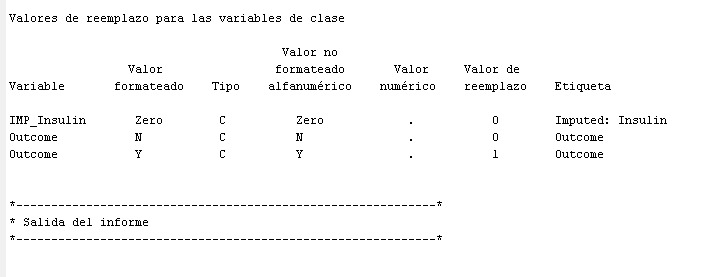 Valores de reemplazo para las variables de clase
Valor no
Valor formateado Valor Valor de
Variable formateado Tipo alfanumérico numérico reemplazo Etiqueta
IMP_Insulin Zero C Zero . 0 Imputed: Insulin
Outcome N C N . 0 Outcome
Outcome Y C Y . 1 Outcome
*------------------------------------------------------------*
* Salida del informe
*------------------------------------------------------------*